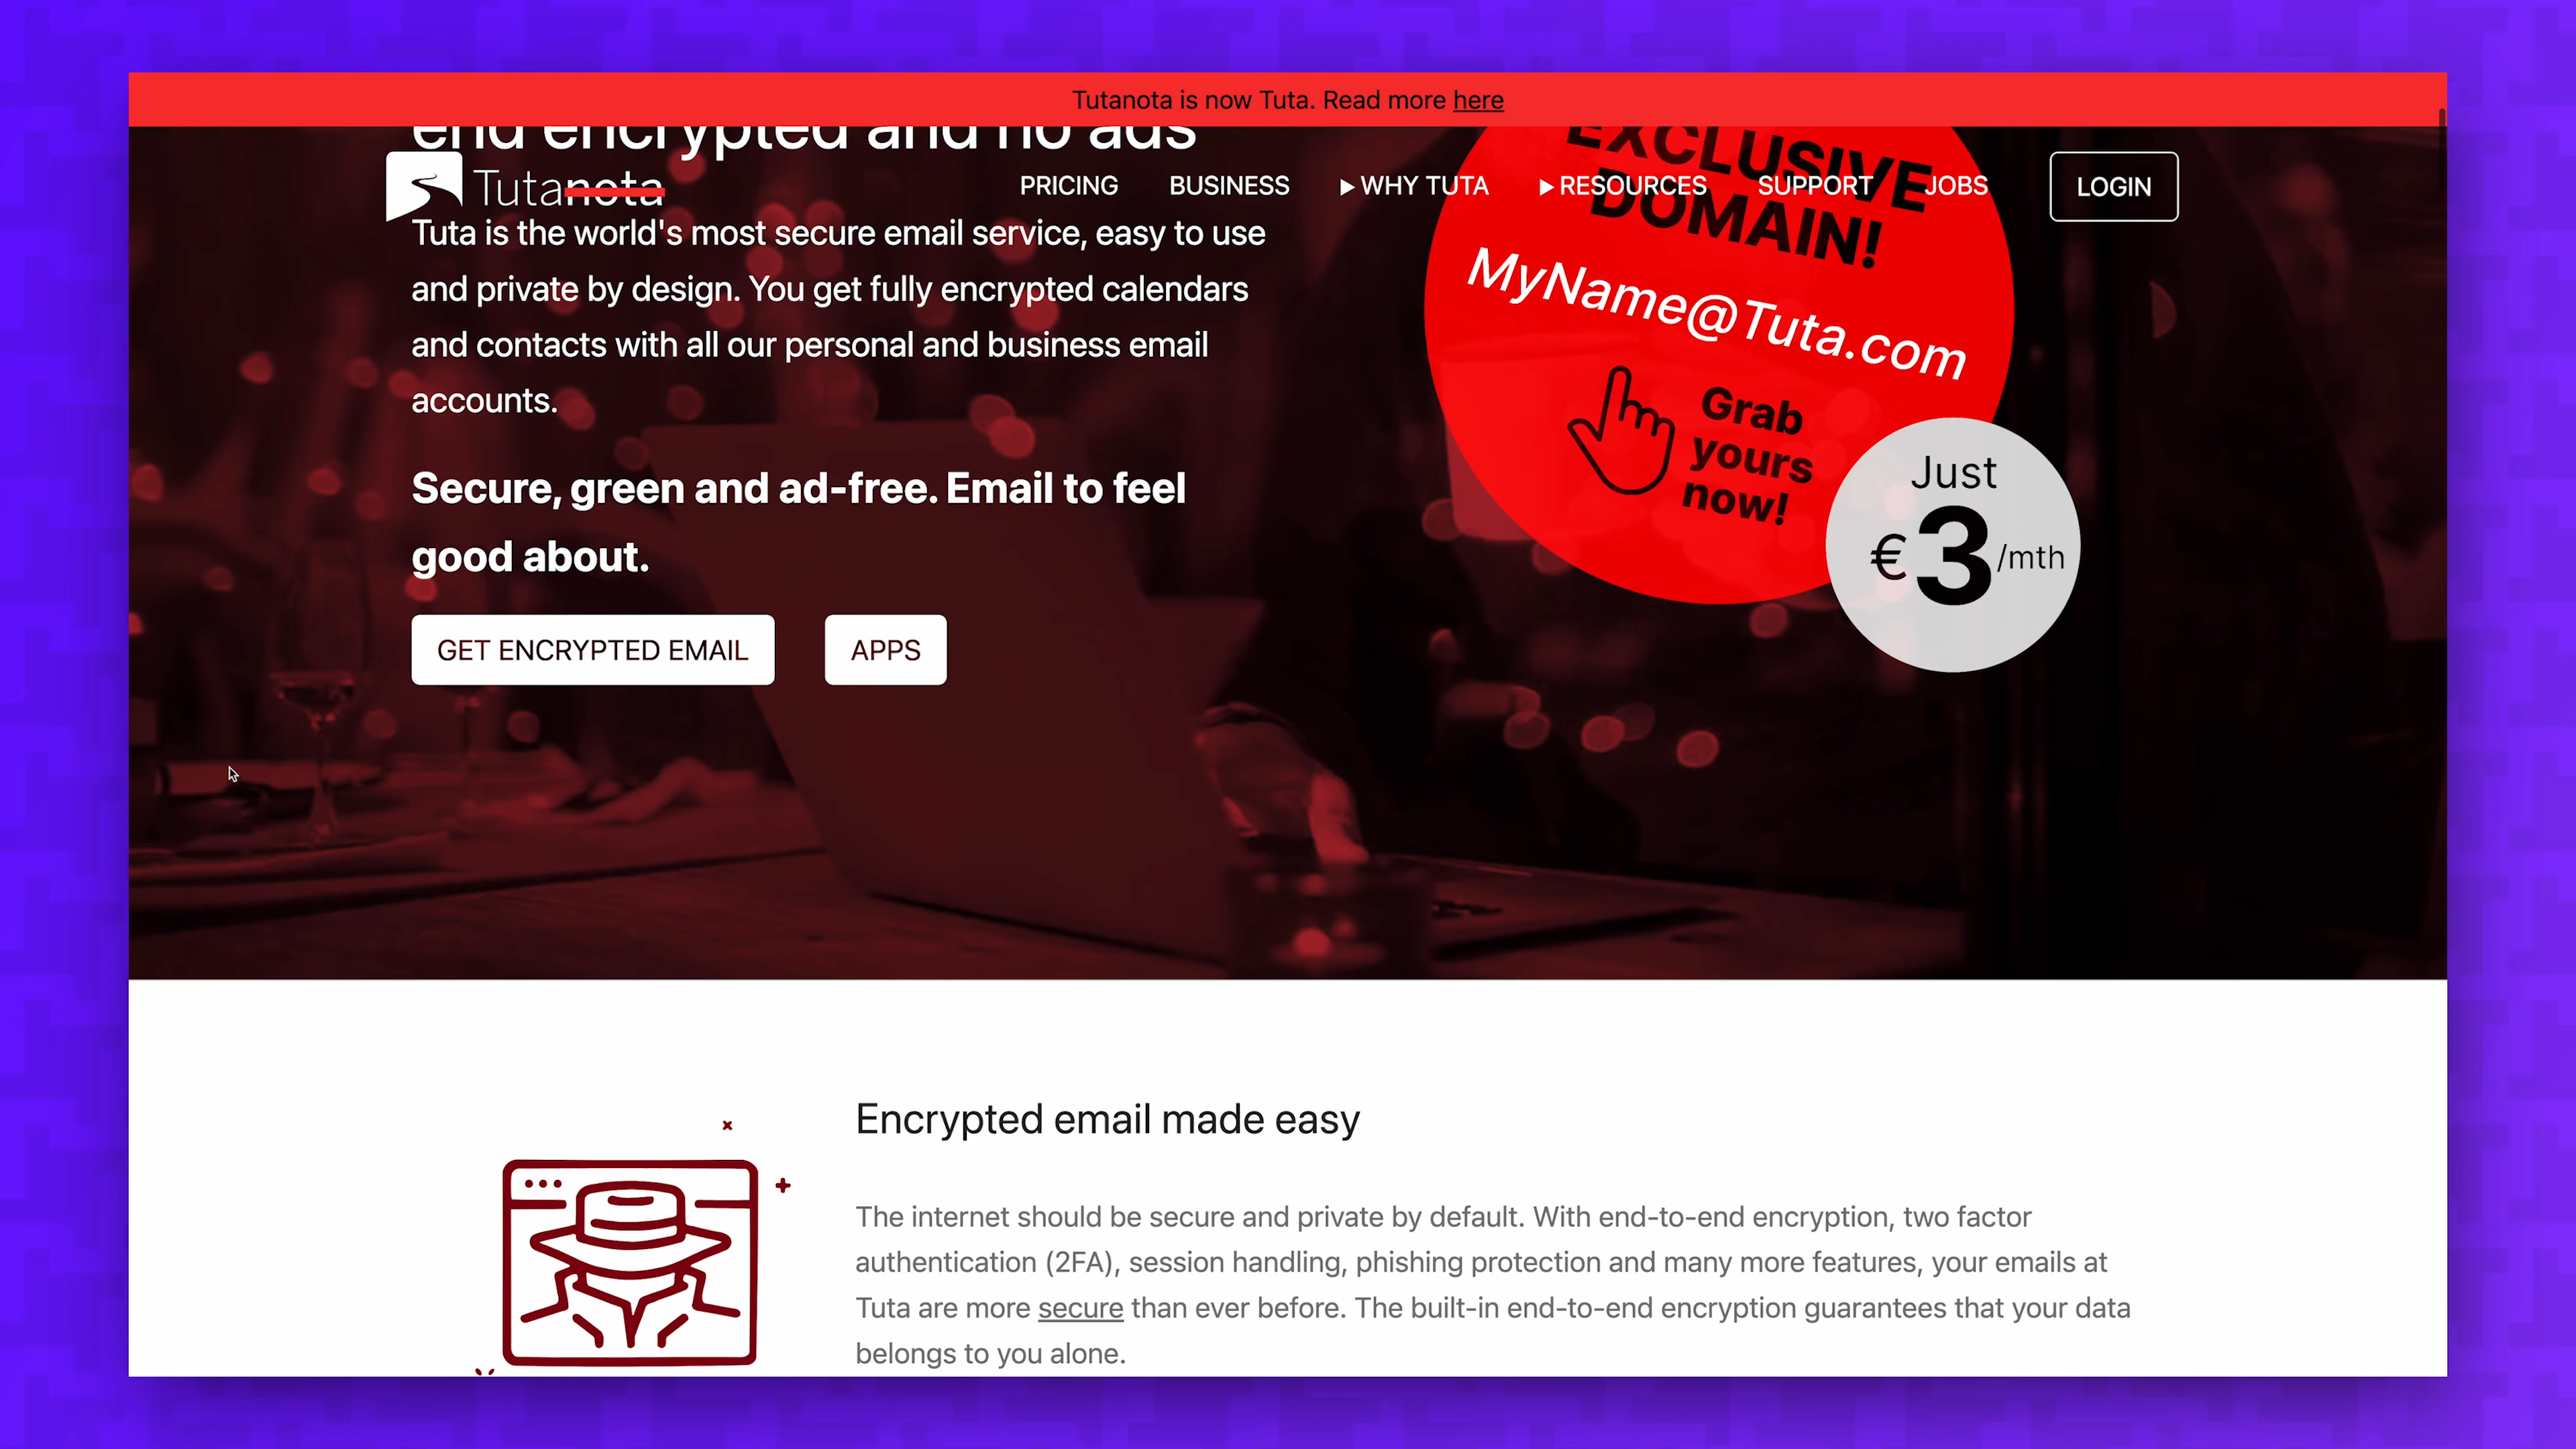 Tutanota is now Tuta. Read more here
end encrypted and no ads
Tutanota
PRICING
BUSINESS
WHY TUTA
RESOURCES
SUPPORT
JOBS
LOGIN
Tuta is the world's most secure email service, easy to use
and private by design. You get fully encrypted calendars
and contacts with all our personal and business email
accounts.
Secure, green and ad-free. Email to feel
good about.
GET ENCRYPTED EMAIL
APPS
EXCLUSIVE
DOMAIN!
MyName@Tuta.com
Grab
yours
now!
Just
€3/mth
Encrypted email made easy
The internet should be secure and private by default. With end-to-end encryption, two factor
authentication (2FA), session handling, phishing protection and many more features, your emails at
Tuta are more secure than ever before. The built-in end-to-end encryption guarantees that your data
belongs to you alone.